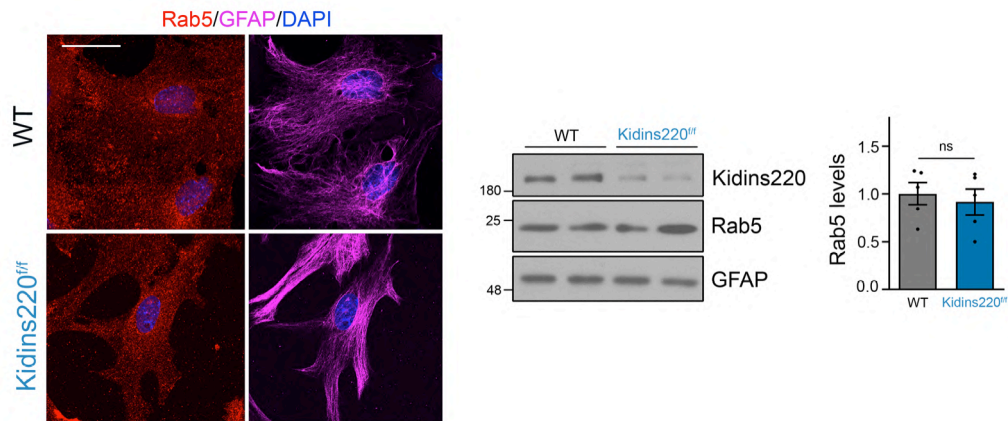 Rab5/GFAP/DAPI
WT
Kidins220f/f
WT Kidins220f/f
180
Kidins220
25
Rab5
48
GFAP
Rab5 levels
1.5
1.0
0.5
0.0
ns
WT Kidins220f/f